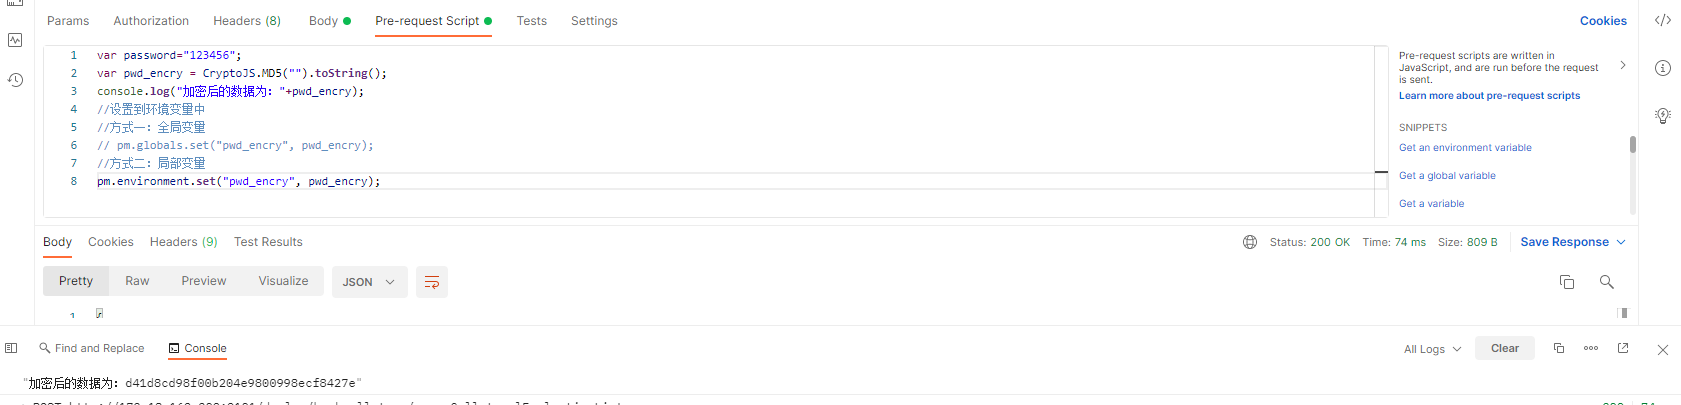 Params Authorization Headers (8) Body Pre-request Script Tests Settings Cookies
1 var password="123456";
2 var pwd_encry = CryptoJS.MD5("").toString();
3 console.log("加密后的数据为："+pwd_encry);
4 //设置到环境变量中
5 //方式一：全局变量
6 // pm.globals.set("pwd_encry", pwd_encry);
7 //方式二：局部变量
8 pm.environment.set("pwd_encry", pwd_encry);
Pre-request scripts are written in
JavaScript, and are run before the request
is sent.
Learn more about pre-request scripts
SNIPPETS
Get an environment variable
Get a global variable
Get a variable
Body Cookies Headers (9) Test Results Status: 200 OK Time: 74 ms Size: 809 B Save Response
Pretty Raw Preview Visualize JSON
1 {
Find and Replace Console All Logs Clear
"加密后的数据为：d41d8cd98f00b204e9800998ecf8427e"